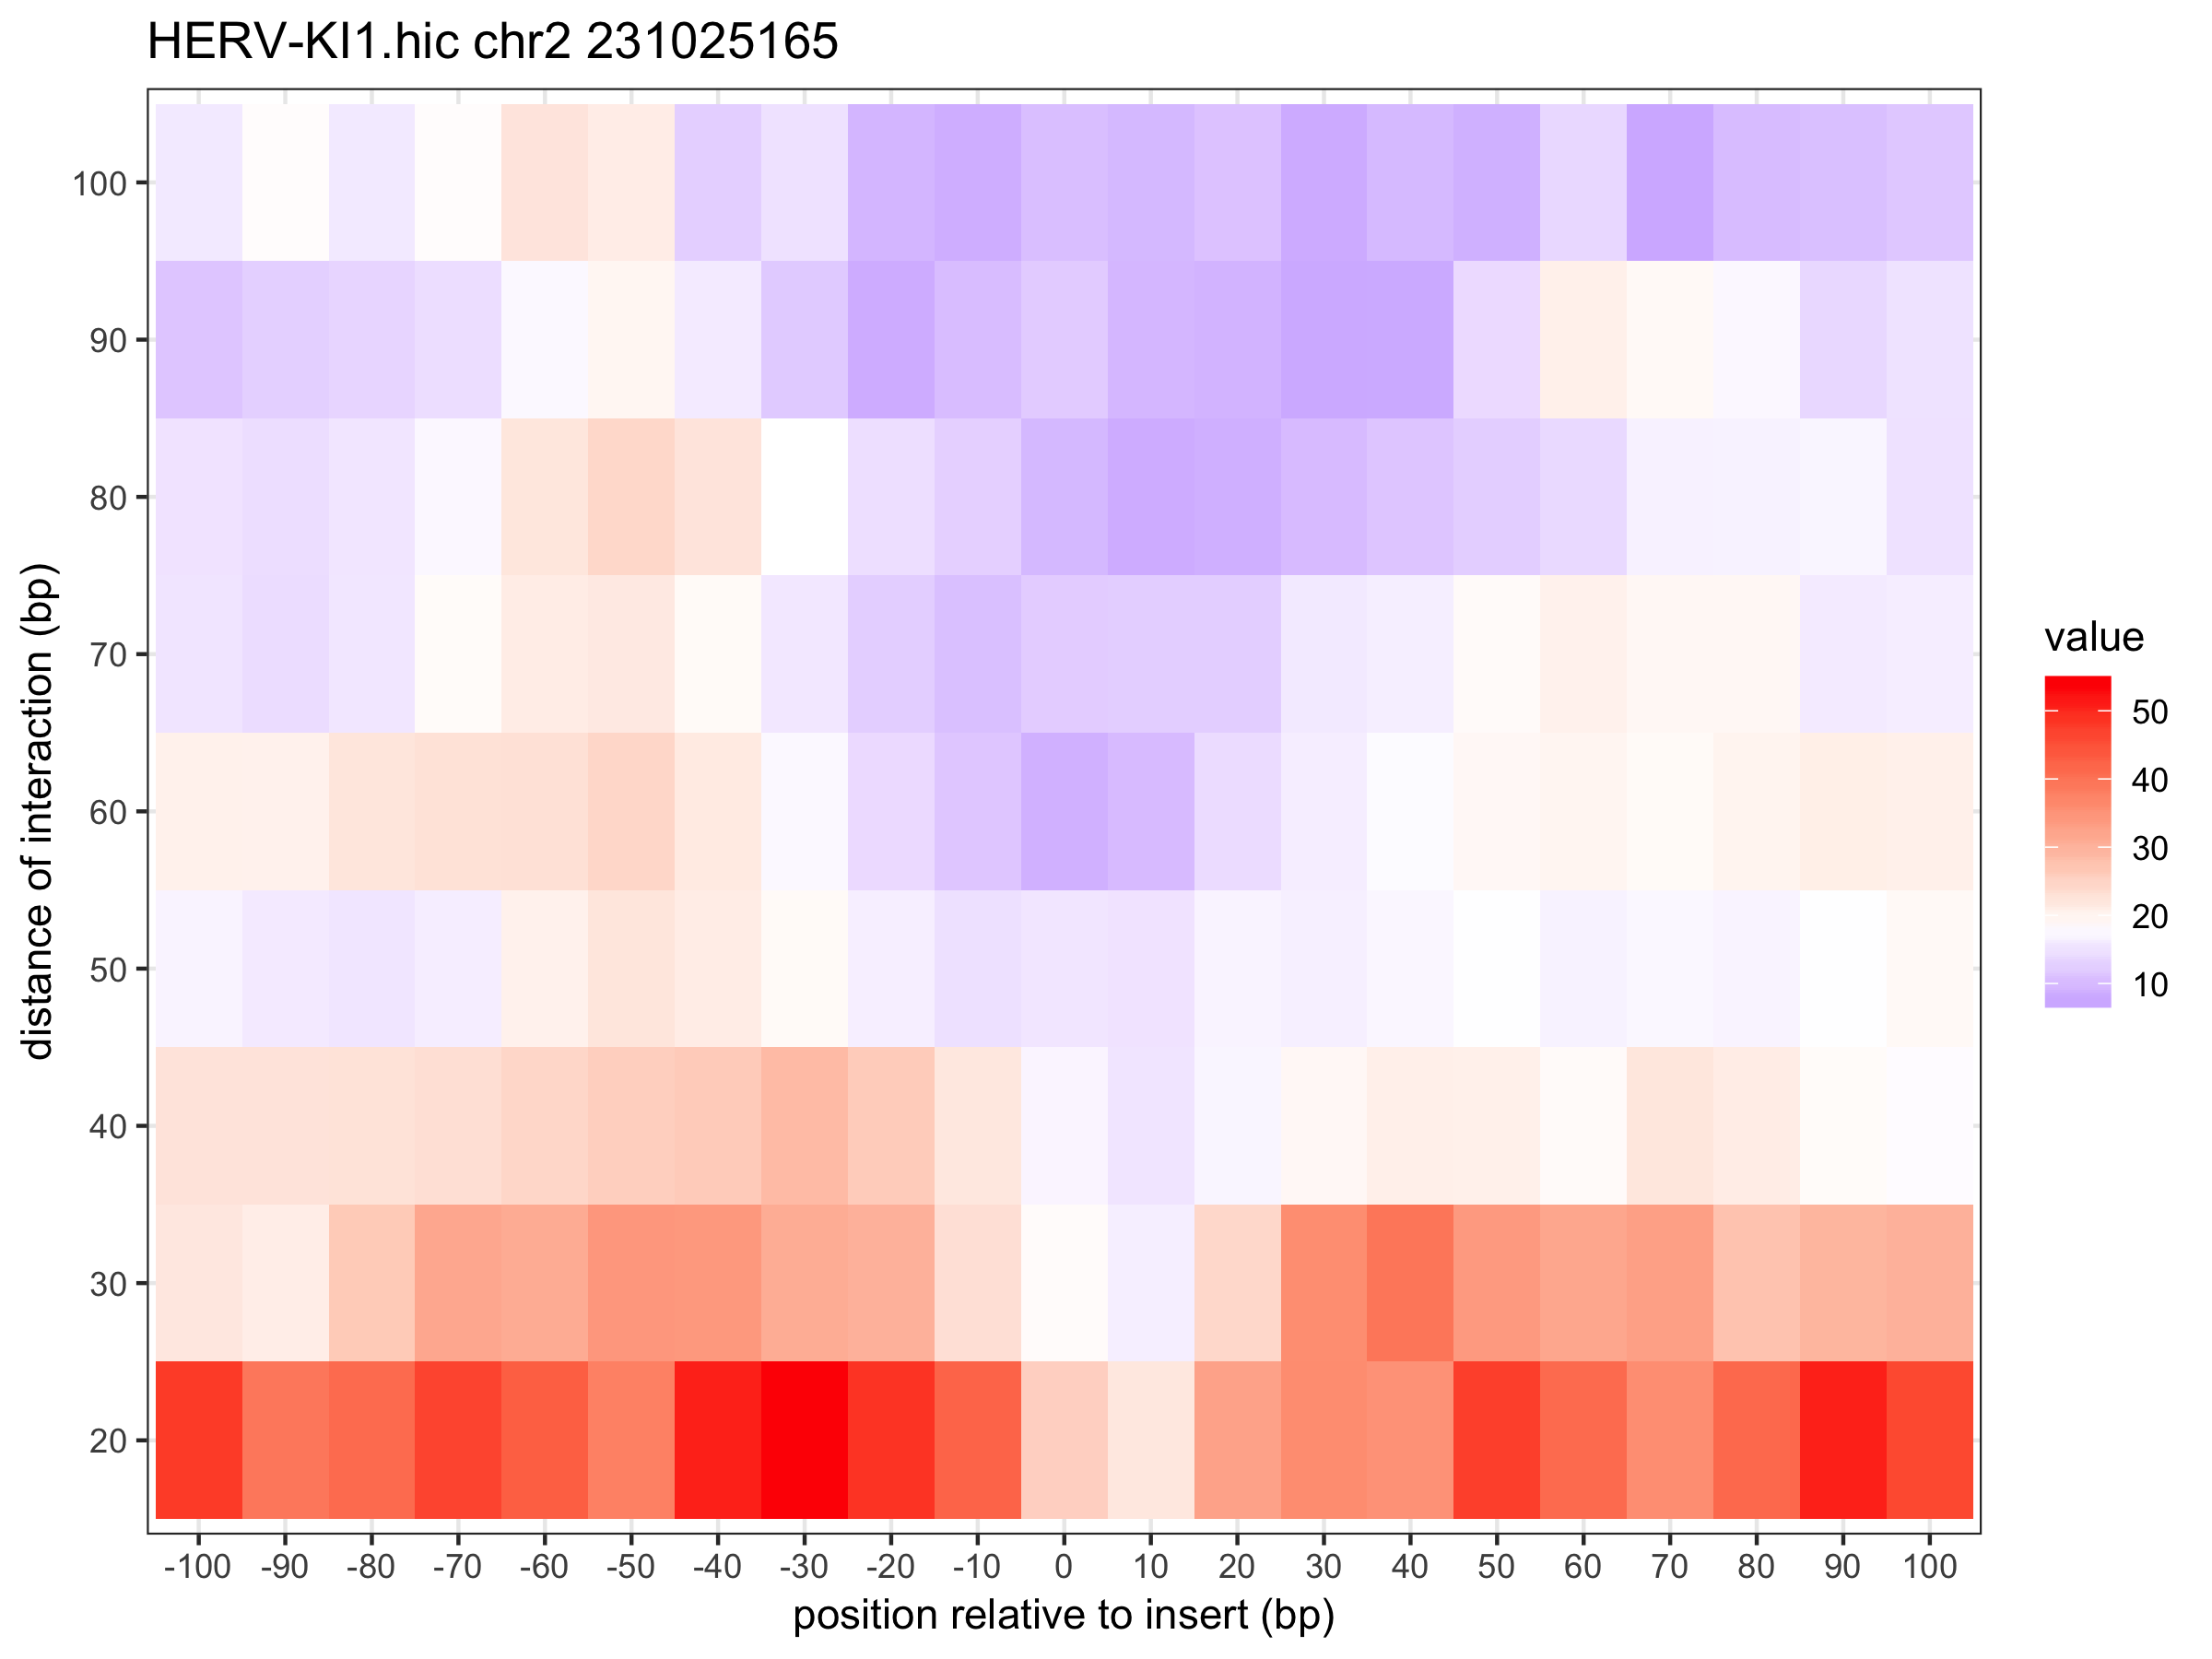 HERV-KI1.hic chr2 231025165
distance of interaction (bp)
100
90
80
70
60
50
40
30
20
-100 -90 -80 -70 -60 -50 -40 -30 -20 -10 0 10 20 30 40 50 60 70 80 90 100
position relative to insert (bp)
value
50
40
30
20
10